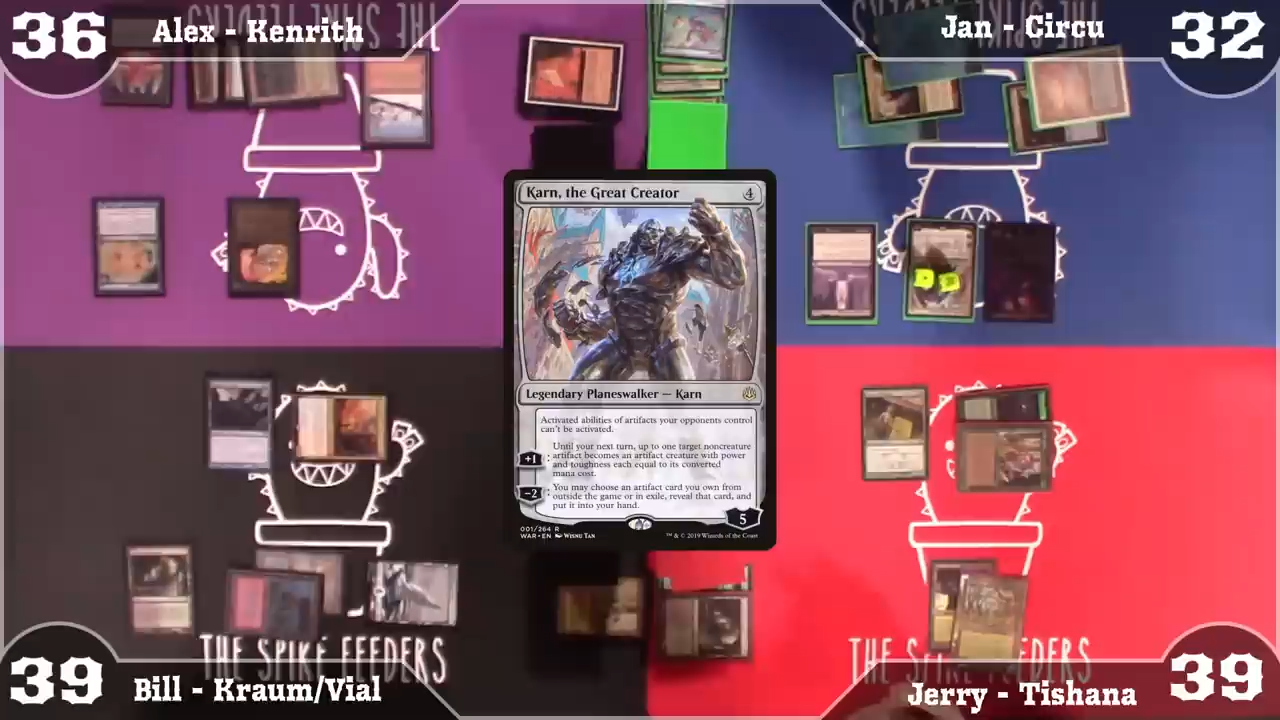 36 Alex - Kenrith
Jan - Circu 32
Karn, the Great Creator 4
Legendary Planeswalker — Karn
Activated abilities of artifacts your opponents control
can't be activated.
+1: Until your next turn, up to one target noncreature
artifact becomes an artifact creature with power
and toughness each equal to its converted
mana cost.
−2: You may choose an artifact card you own from
outside the game or in exile, reveal that card, and
put it into your hand.
5
001/264 R
WAR • EN Wisnu Tan
™ & © 2019 Wizards of the Coast
THE SPIKE FEEDERS
39 Bill - Kraum/Vial
Jerry - Tishana 39